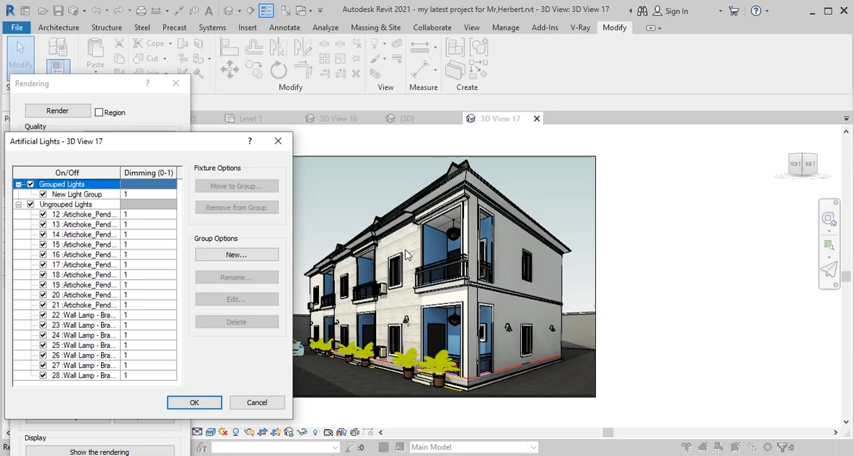 Autodesk Revit 2021 - my latest project for Mr,Herbert.rvt - 3D View: 3D View 17
Sign In
File Architecture Structure Steel Precast Systems Insert Annotate Analyze Massing & Site Collaborate View Manage Add-Ins V-Ray Modify
Modify
Paste
Cope
Cut
Modify
View
Measure
Create
Rendering
Render
Region
Quality
Level 1
3D View 16
(3D)
3D View 17
Artificial Lights - 3D View 17
On/Off Dimming (0-1)
Grouped Lights
New Light Group 1
Ungrouped Lights
12 :Artichoke_Pend... 1
13 :Artichoke_Pend... 1
14 :Artichoke_Pend... 1
15 :Artichoke_Pend... 1
16 :Artichoke_Pend... 1
17 :Artichoke_Pend... 1
18 :Artichoke_Pend... 1
19 :Artichoke_Pend... 1
20 :Artichoke_Pend... 1
21 :Artichoke_Pend... 1
22 :Wall Lamp - Bra... 1
23 :Wall Lamp - Bra... 1
24 :Wall Lamp - Bra... 1
25 :Wall Lamp - Bra... 1
26 :Wall Lamp - Bra... 1
27 :Wall Lamp - Bra... 1
28 :Wall Lamp - Bra... 1
Fixture Options
Move to Group...
Remove from Group
Group Options
New...
Rename...
Edit...
Delete
OK
Cancel
FRONT
Display
Show the rendering
:0
Main Model
:0